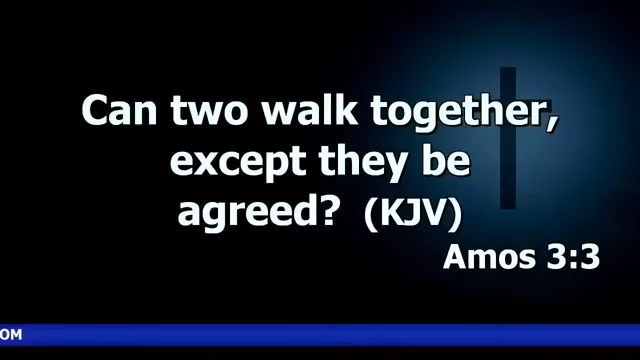 Can two walk together,
except they be
agreed? (KJV)
Amos 3:3
OM